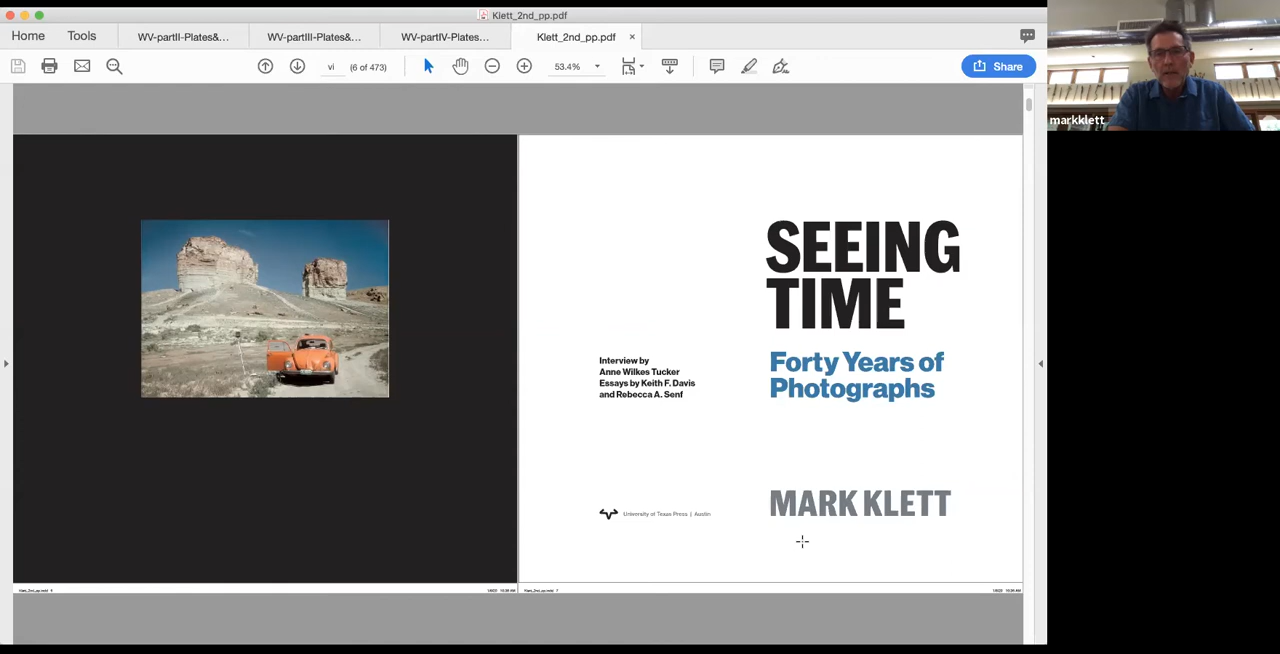 Klett_2nd_pp.pdf
Home
Tools
WV-partII-Plates&...
WV-partIII-Plates&...
WV-partIV-Plates...
Klett_2nd_pp.pdf ×
vi
(6 of 473)
53.4%
Share
markklett
SEEING
TIME
Forty Years of
Photographs
Interview by
Anne Wilkes Tucker
Essays by Keith F. Davis
and Rebecca A. Senf
MARK KLETT
University of Texas Press | Austin